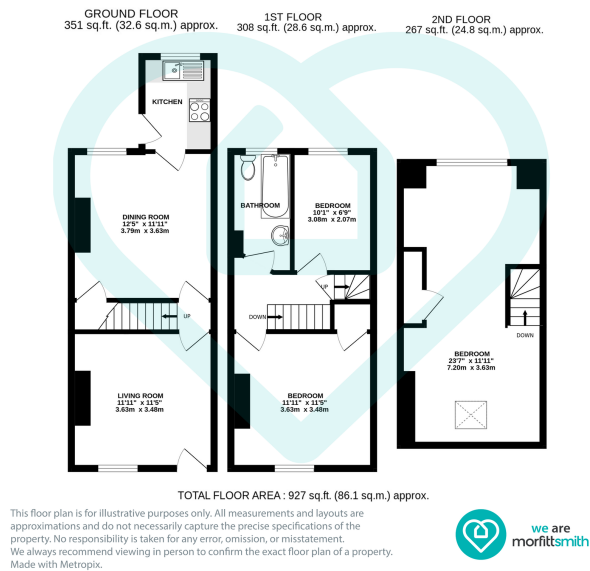 GROUND FLOOR
351 sq.ft. (32.6 sq.m.) approx.
1ST FLOOR
308 sq.ft. (28.6 sq.m.) approx.
2ND FLOOR
267 sq.ft. (24.8 sq.m.) approx.
KITCHEN
DINING ROOM
12'5" x 11'11"
3.79m x 3.63m
UP
LIVING ROOM
11'11" x 11'5"
3.63m x 3.48m
BATHROOM
BEDROOM
10'1" x 6'9"
3.08m x 2.07m
UP
DOWN
BEDROOM
11'11" x 11'5"
3.63m x 3.48m
DOWN
BEDROOM
23'7" x 11'11"
7.20m x 3.63m
TOTAL FLOOR AREA : 927 sq.ft. (86.1 sq.m.) approx.
This floor plan is for illustrative purposes only. All measurements and layouts are
approximations and do not necessarily capture the precise specifications of the
property. No responsibility is taken for any error, omission, or misstatement.
We always recommend viewing in person to confirm the exact floor plan of a property.
Made with Metropix.
we are
morfittsmith